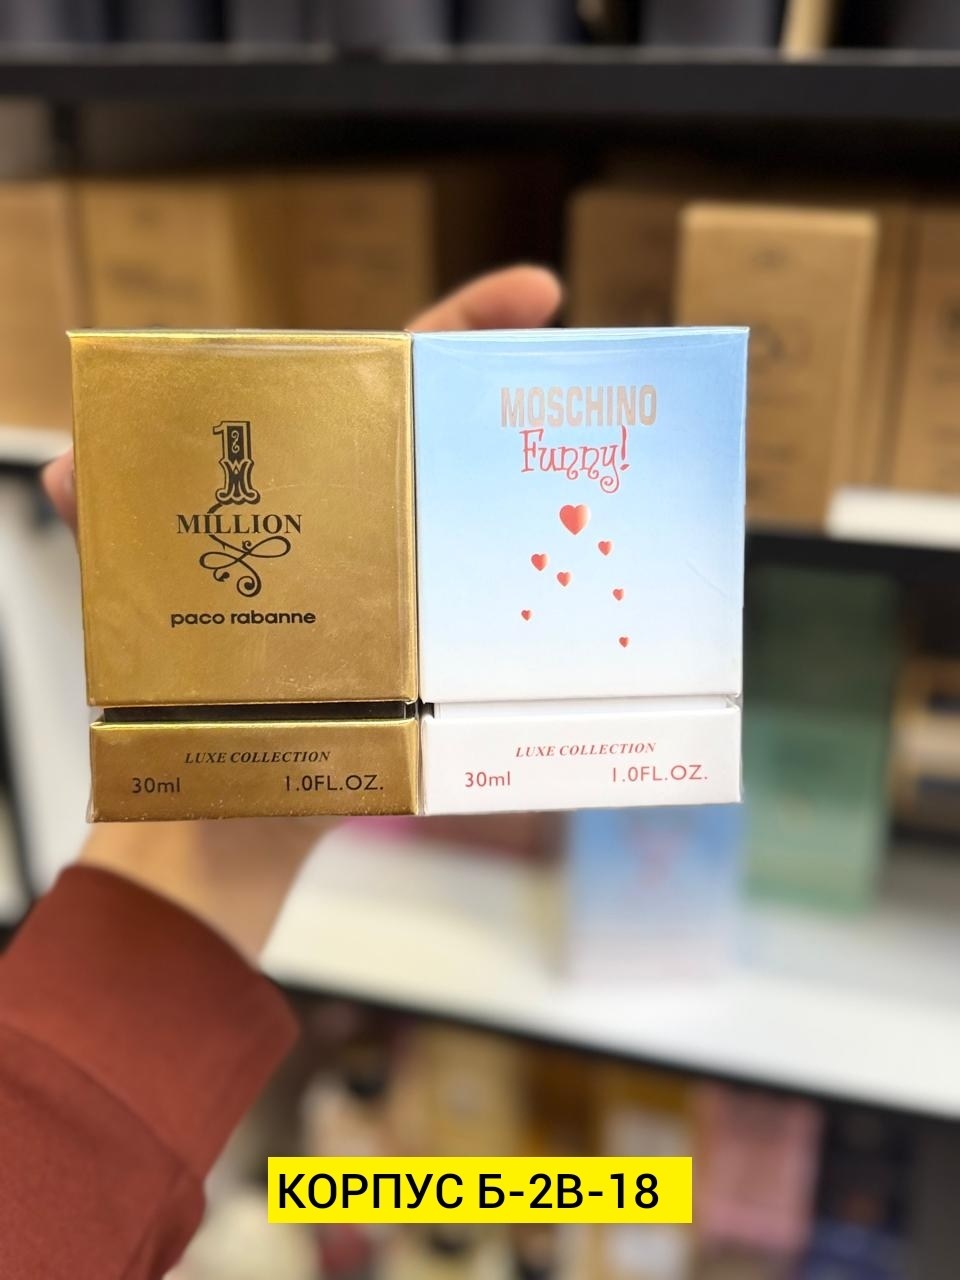 1
MILLION
paco rabanne
LUXE COLLECTION
30ml 1.0FL.OZ.
MOSCHINO
Funny!
LUXE COLLECTION
30ml 1.0FL.OZ.
КОРПУС Б-2В-18